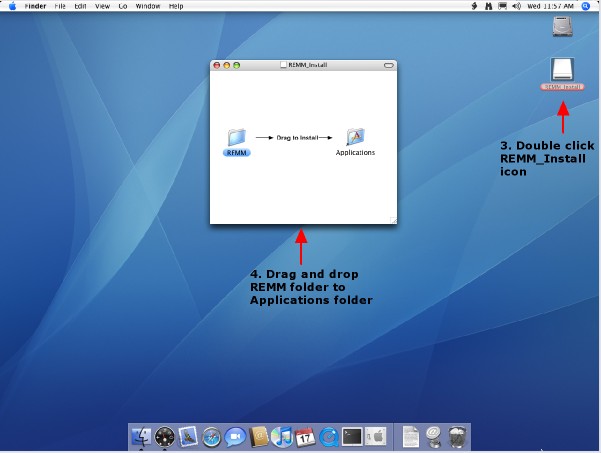 Finder File Edit View Go Window Help Wed 11:57 AM
REMM_Install
REMM_Install
Drag to Install
REMM
Applications
3. Double click
REMM_Install
icon
4. Drag and drop
REMM folder to
Applications folder
17